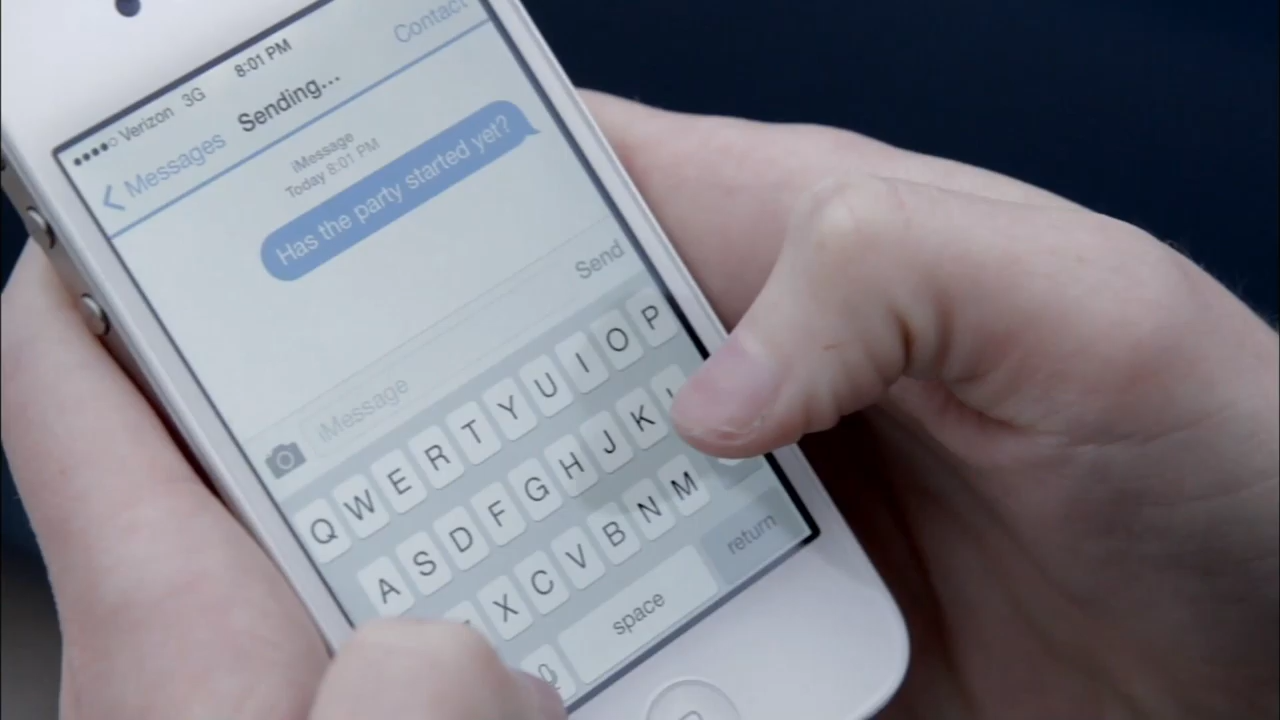 Verizon 3G 8:01 PM
Messages Sending... Contact
iMessage
Today 8:01 PM
Has the party started yet?
iMessage Send
Q W E R T Y U I O P
A S D F G H J K
X C V B N M
space return